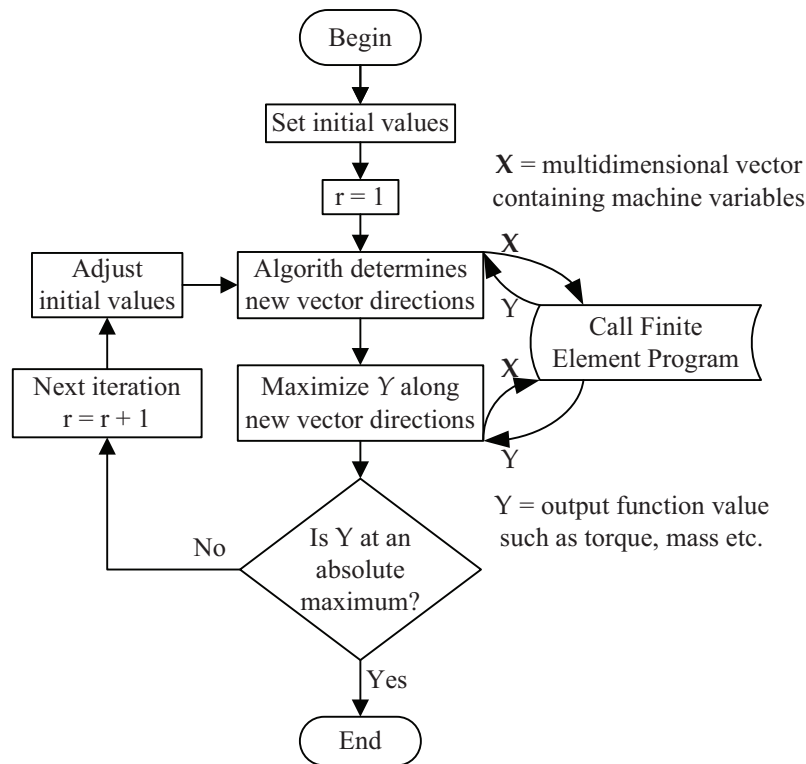 Begin
Set initial values
r = 1
X = multidimensional vector
containing machine variables
Adjust
initial values
Algorith determines
new vector directions
X
Y
Call Finite
Element Program
Next iteration
r = r + 1
Maximize Y along
new vector directions
X
Y
Y = output function value
such as torque, mass etc.
No
Is Y at an
absolute
maximum?
Yes
End